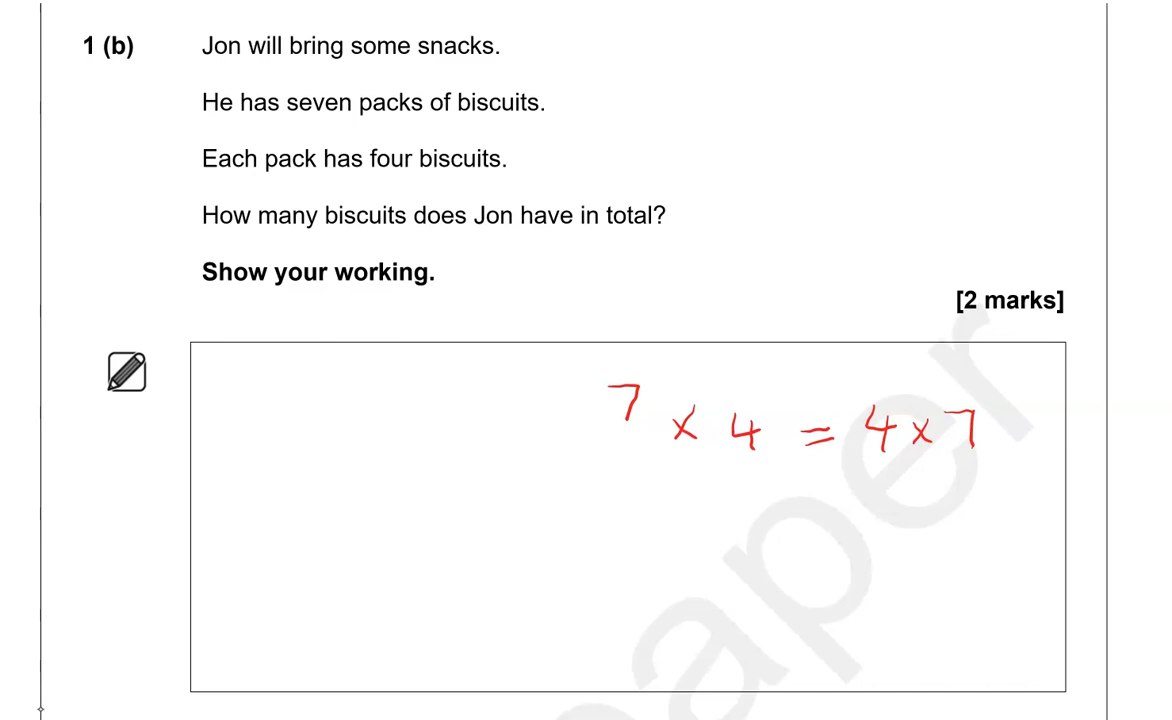 1 (b) Jon will bring some snacks.
He has seven packs of biscuits.
Each pack has four biscuits.
How many biscuits does Jon have in total?
Show your working.
[2 marks]
7 × 4 = 4 × 7
aper